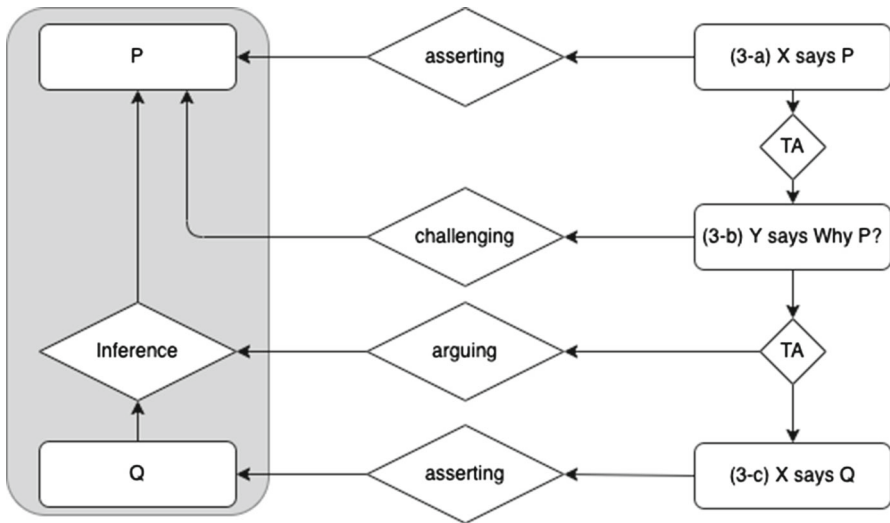 P
asserting
(3-a) X says P
TA
challenging
(3-b) Y says Why P?
Inference
arguing
TA
Q
asserting
(3-c) X says Q